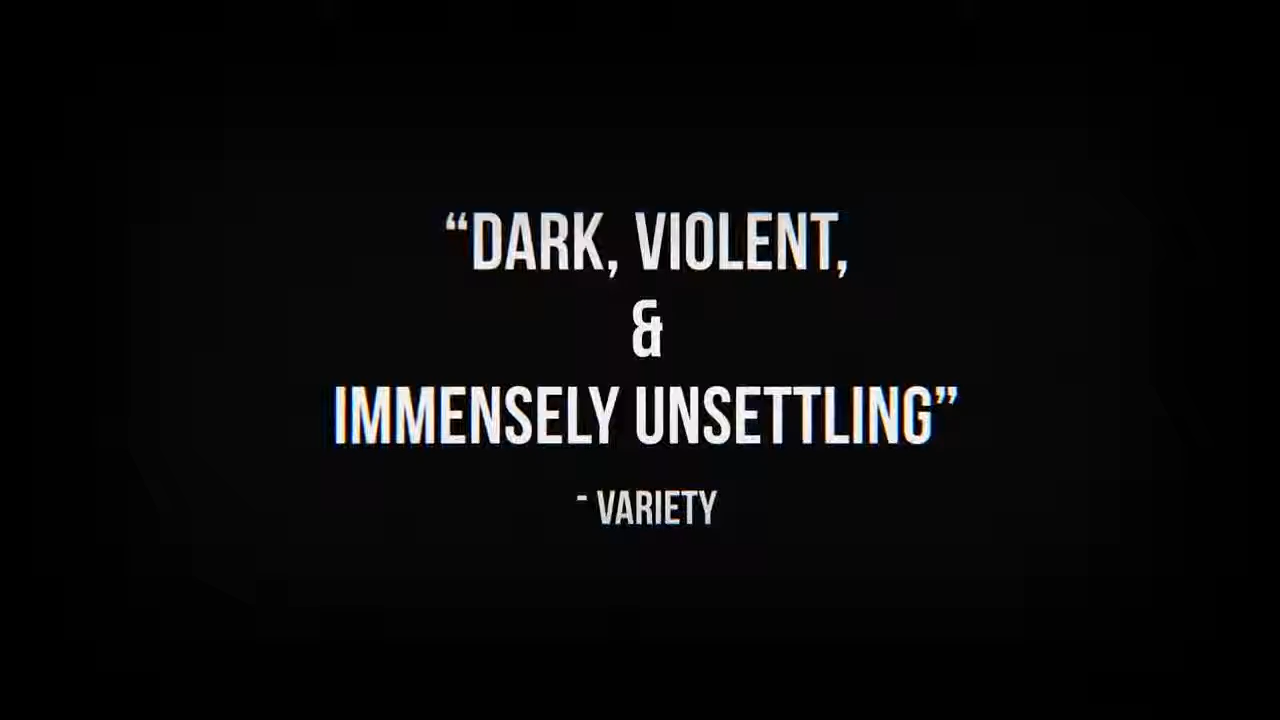 “DARK, VIOLENT,
&
IMMENSELY UNSETTLING”
- VARIETY